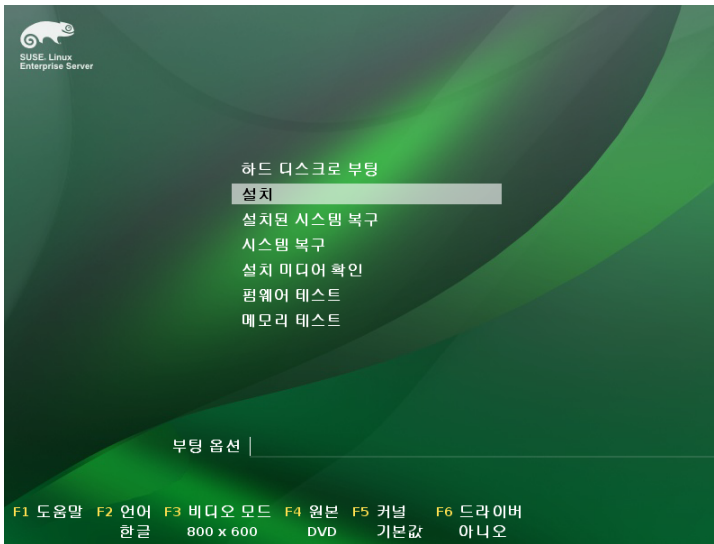 SUSE. Linux
Enterprise Server
하드 디스크로 부팅
설치
설치된 시스템 복구
시스템 복구
설치 미디어 확인
펌웨어 테스트
메모리 테스트
부팅 옵션
F1 도움말 F2 언어 F3 비디오 모드 F4 원본 F5 커널 F6 드라이버
한글 800 x 600 DVD 기본값 아니오